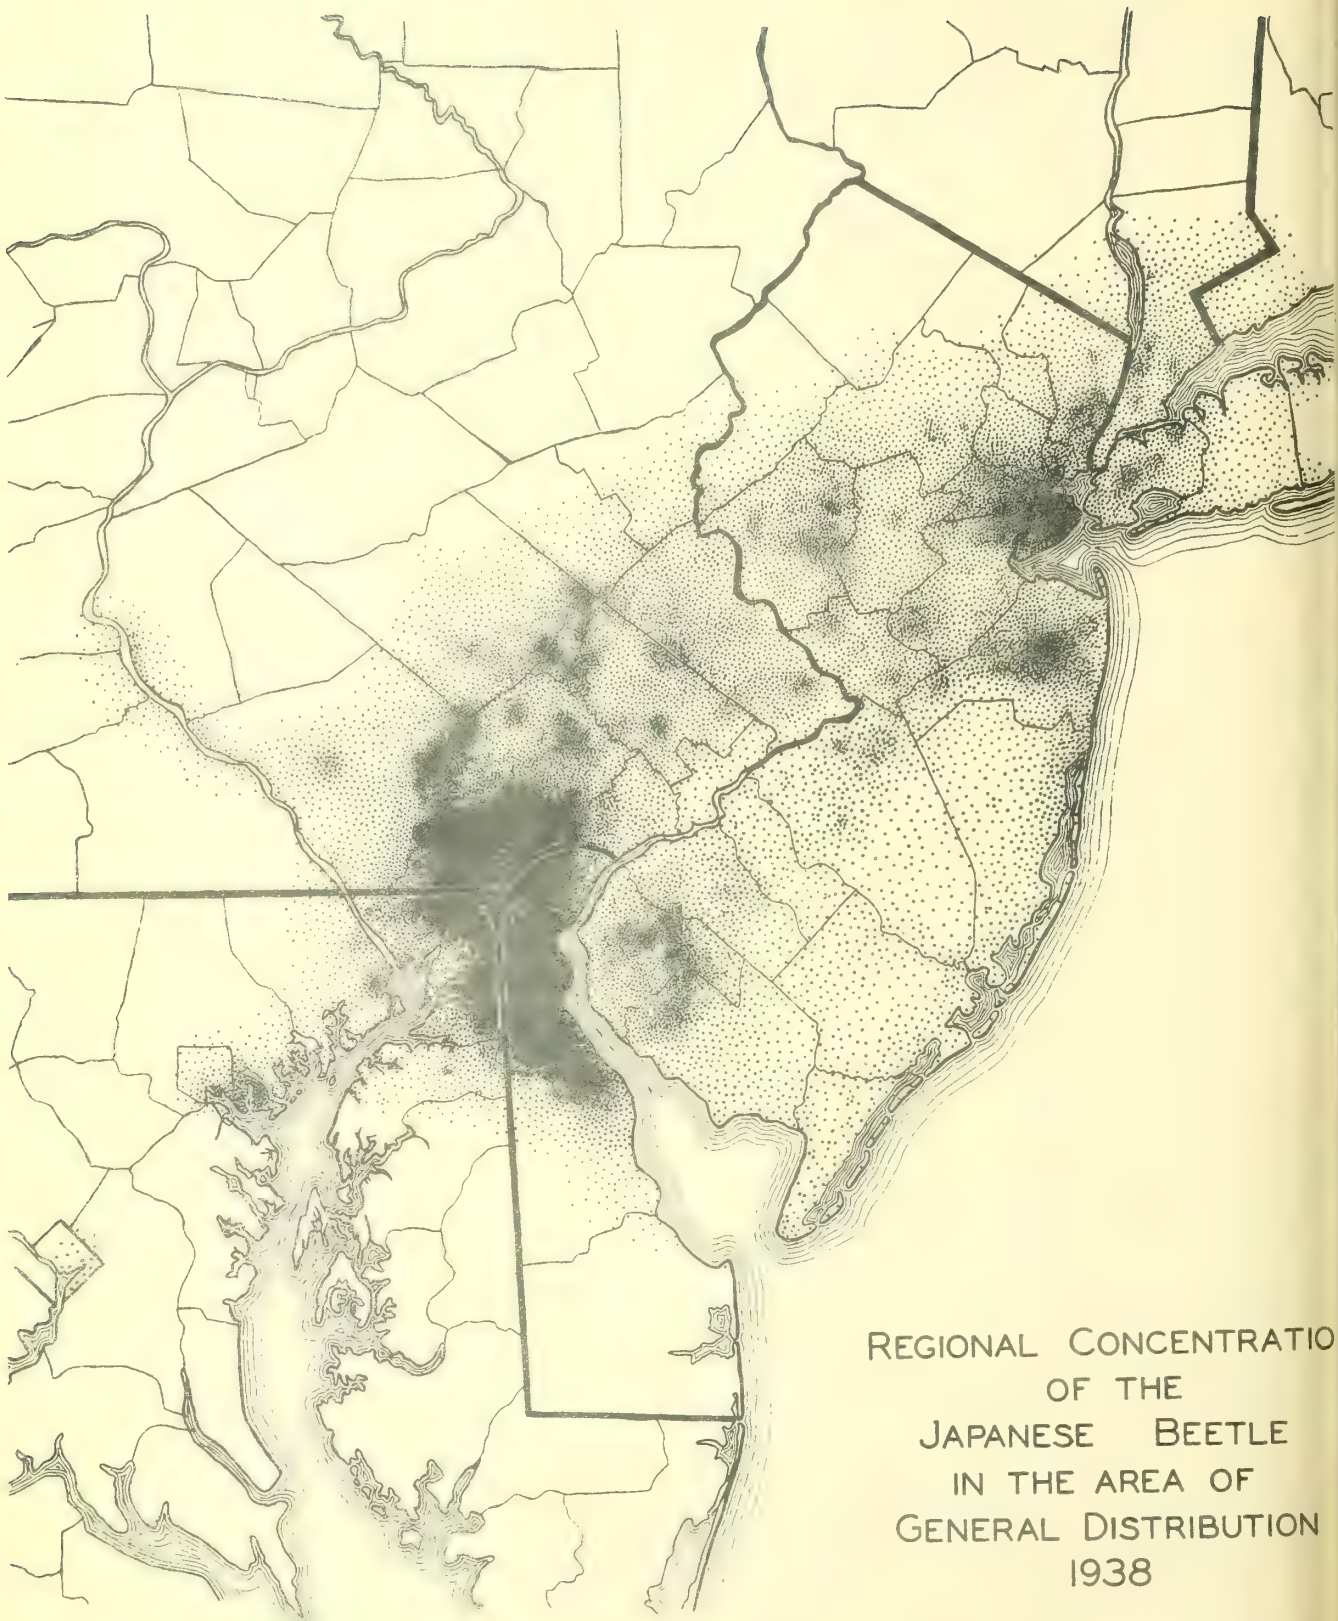 REGIONAL CONCENTRATIO
OF THE
JAPANESE BEETLE
IN THE AREA OF
GENERAL DISTRIBUTION
1938